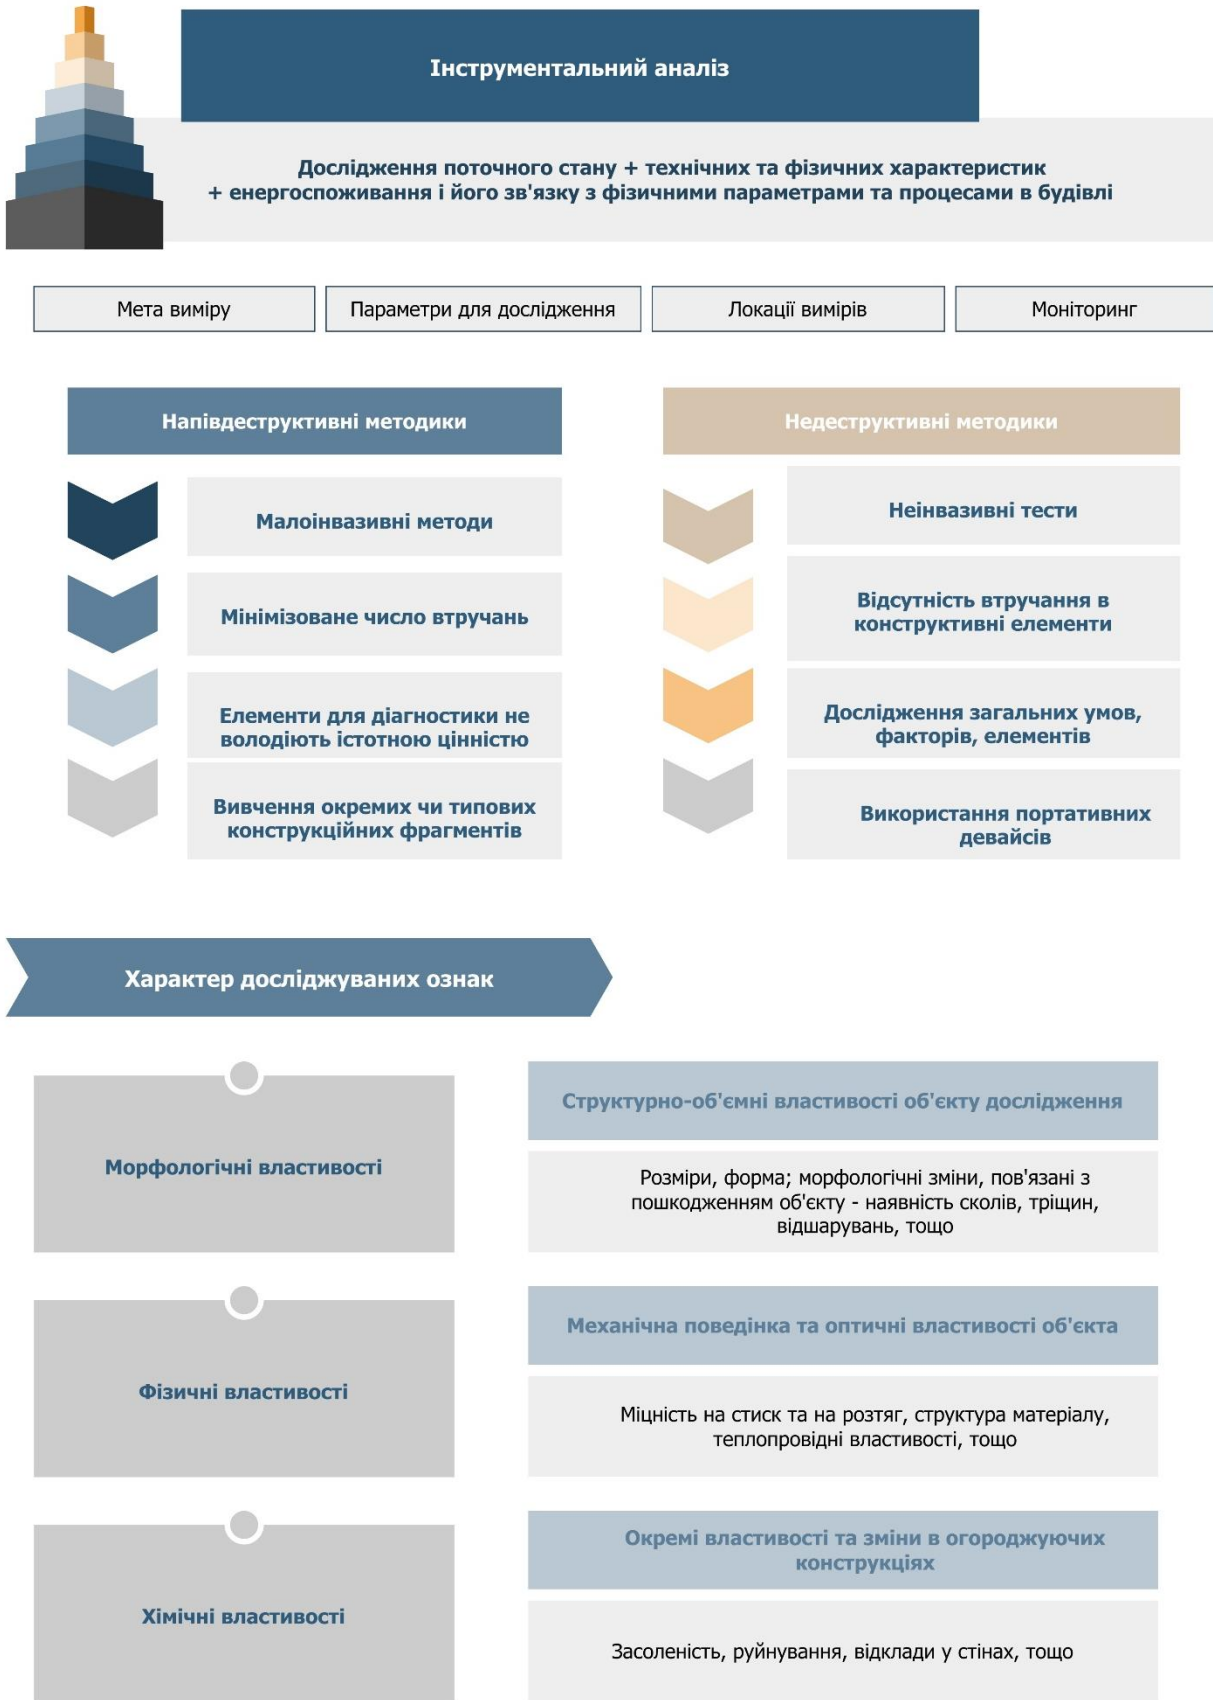 Інструментальний аналіз
Дослідження поточного стану + технічних та фізичних характеристик
+ енергоспоживання і його зв'язку з фізичними параметрами та процесами в будівлі
Мета виміру
Параметри для дослідження
Локації вимірів
Моніторинг
Напівдеструктивні методики
Малоінвазивні методи
Мінімізоване число втручань
Елементи для діагностики не
володіють істотною цінністю
Вивчення окремих чи типових
конструкційних фрагментів
Недеструктивні методики
Неінвазивні тести
Відсутність втручання в
конструктивні елементи
Дослідження загальних умов,
факторів, елементів
Використання портативних
девайсів
Характер досліджуваних ознак
Морфологічні властивості
Структурно-об'ємні властивості об'єкту дослідження
Розміри, форма; морфологічні зміни, пов'язані з
пошкодженням об'єкту - наявність сколів, тріщин,
відшарувань, тощо
Фізичні властивості
Механічна поведінка та оптичні властивості об'єкта
Міцність на стиск та на розтяг, структура матеріалу,
теплопровідні властивості, тощо
Хімічні властивості
Окремі властивості та зміни в огороджуючих
конструкціях
Засоленість, руйнування, відклади у стінах, тощо